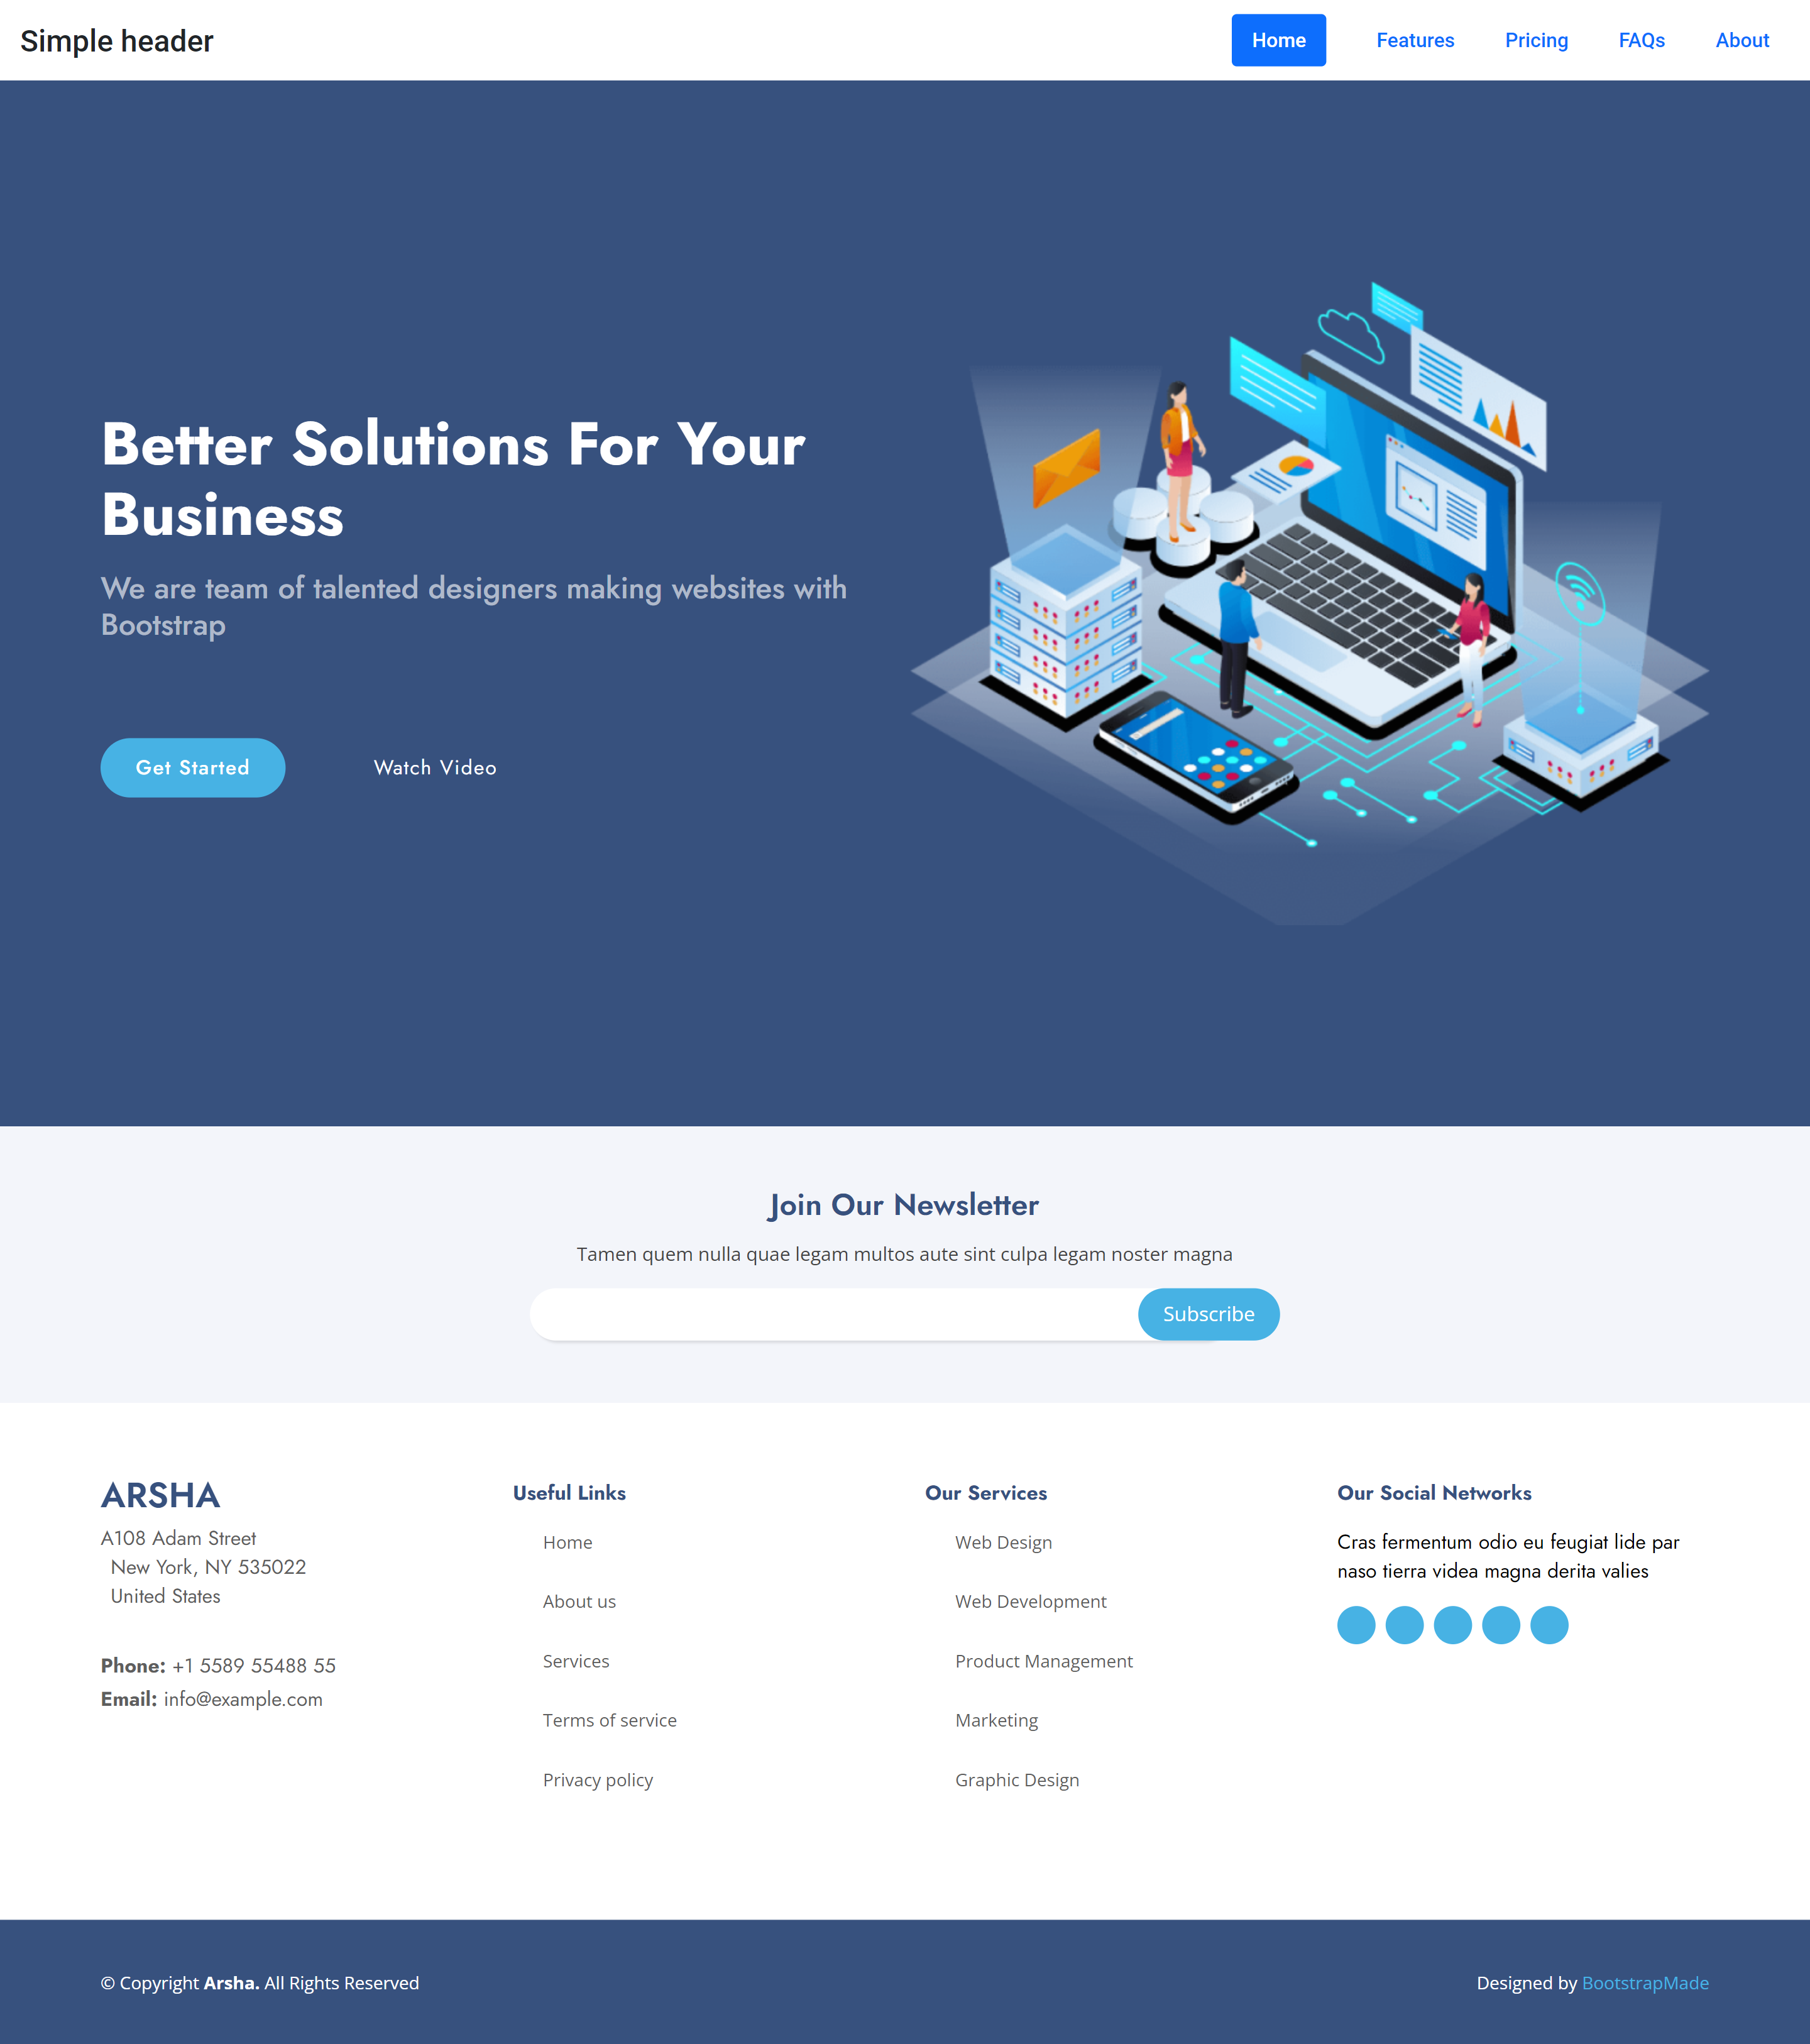 Simple header
Home
Features
Pricing
FAQs
About
Better Solutions For Your
Business
We are team of talented designers making websites with
Bootstrap
Get Started
Watch Video
Join Our Newsletter
Tamen quem nulla quae legam multos aute sint culpa legam noster magna
Subscribe
ARSHA
A108 Adam Street
New York, NY 535022
United States
Phone: +1 5589 55488 55
Email: info@example.com
Useful Links
Home
About us
Services
Terms of service
Privacy policy
Our Services
Web Design
Web Development
Product Management
Marketing
Graphic Design
Our Social Networks
Cras fermentum odio eu feugiat lide par
naso tierra videa magna derita valies
© Copyright Arsha. All Rights Reserved
Designed by BootstrapMade